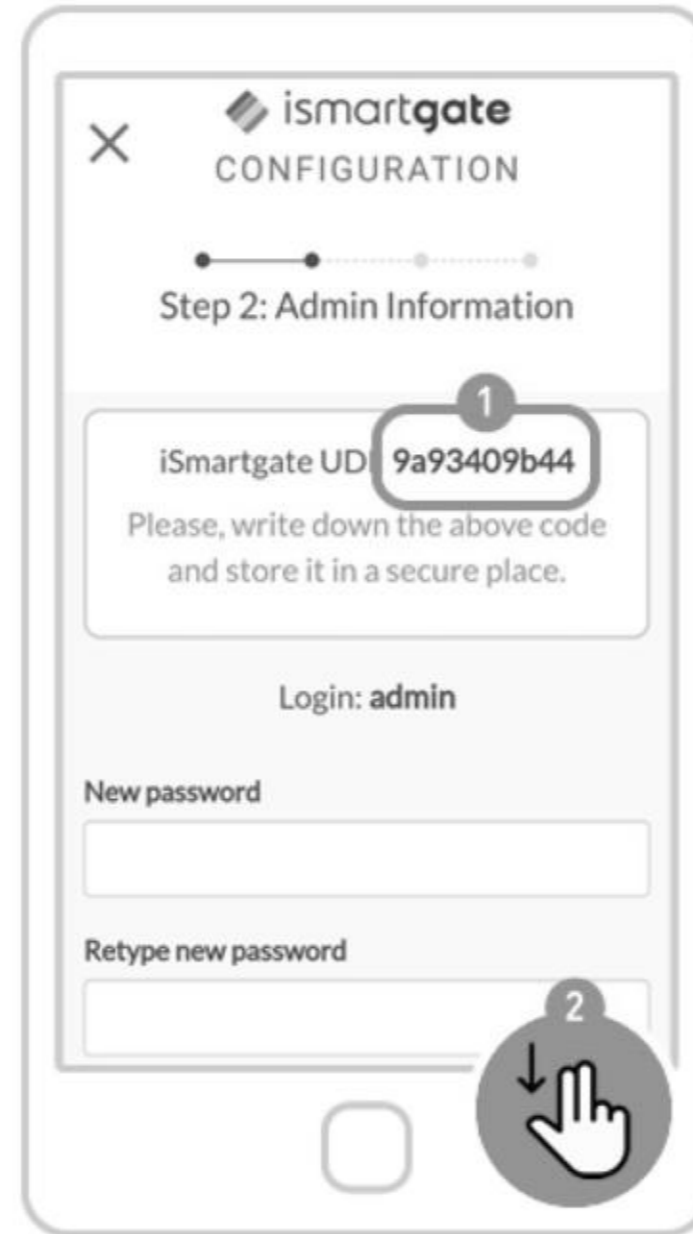 ismartgate
CONFIGURATION
Step 2: Admin Information
1
iSmartgate UDI 9a93409b44
Please, write down the above code
and store it in a secure place.
Login: admin
New password
Retype new password
2